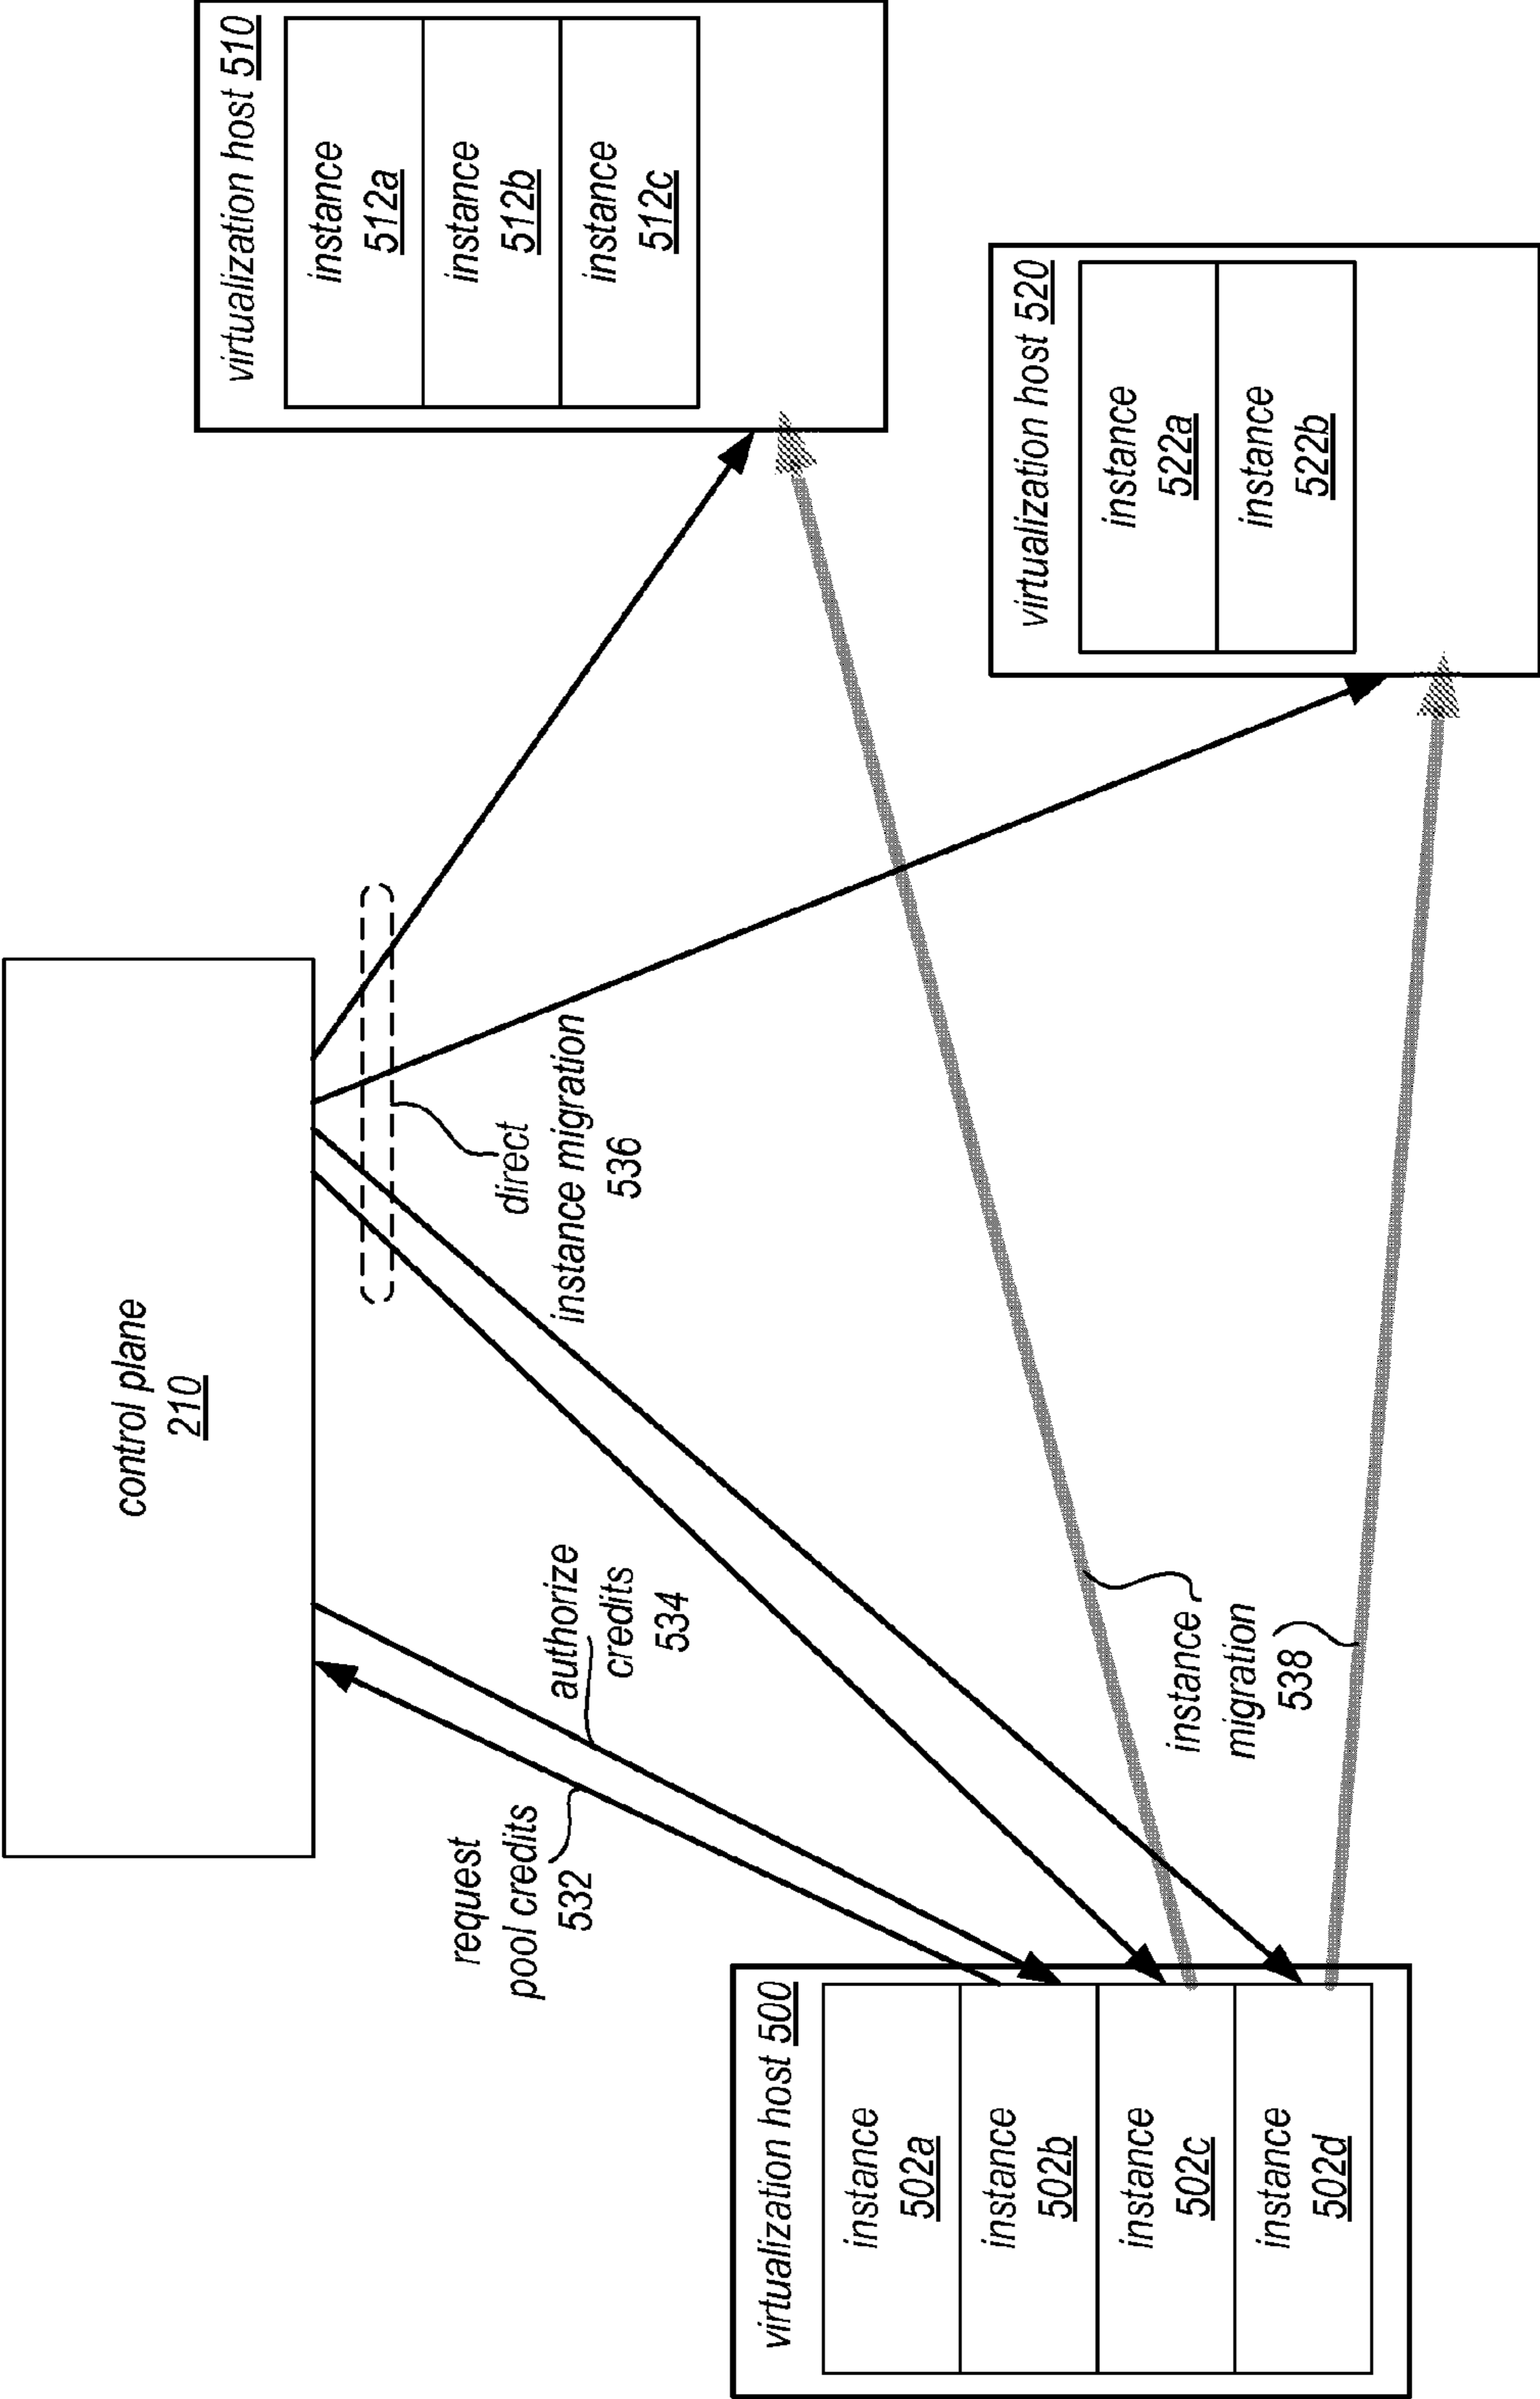 control plane
210
request
pool credits
532
authorize
credits
534
direct
instance migration
536
virtualization host 510
instance
512a
instance
512b
instance
512c
virtualization host 500
instance
502a
instance
502b
instance
502c
instance
502d
instance
migration
538
virtualization host 520
instance
522a
instance
522b